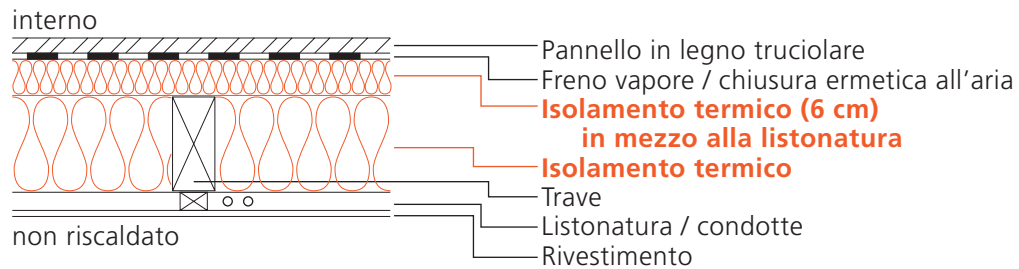 interno
Pannello in legno truciolare
Freno vapore / chiusura ermetica all'aria
Isolamento termico (6 cm)
in mezzo alla listonatura
Isolamento termico
Trave
Listonatura / condotte
non riscaldato
Rivestimento